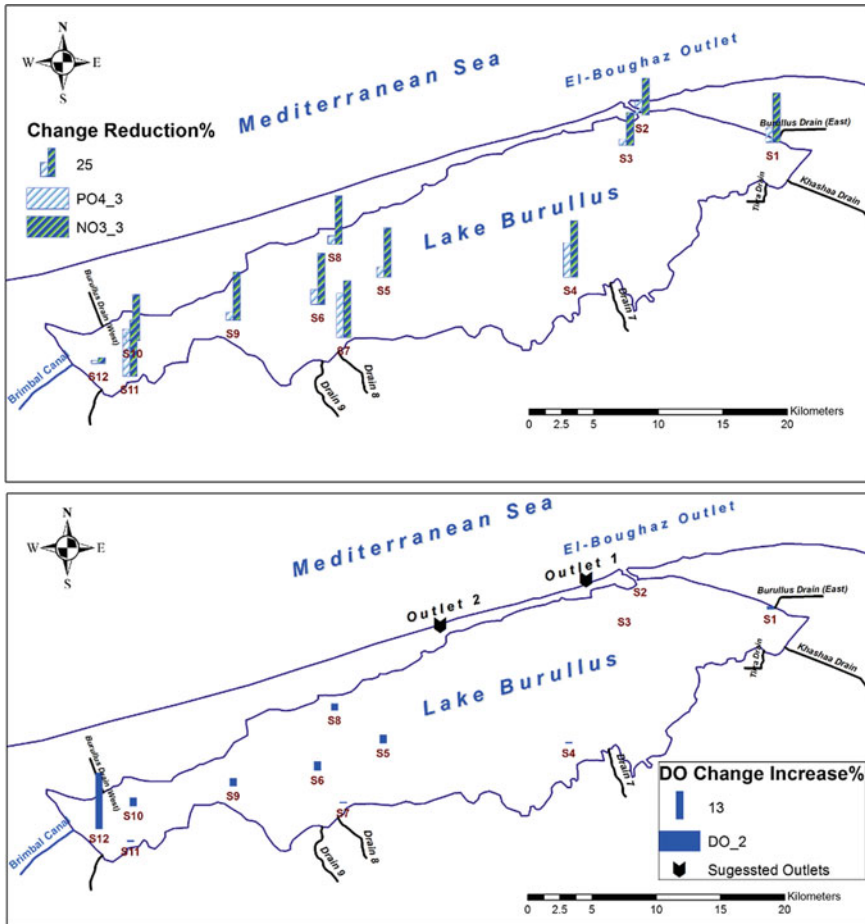 N
W E
S
Mediterranean Sea
El-Boughaz Outlet
Change Reduction%
25
PO4_3
NO3_3
S2
S3
S1
Burullus Drain (East)
Tiera Drain
Khashaa Drain
Lake Burullus
S8
S5
S4
S6
S9
S7
Drain 7
Burullus Drain (West)
S10
S12
S11
Brimbal Canal
Drain 9
Drain 8
Kilometers
0 2.5 5 10 15 20
N
W E
S
Mediterranean Sea
El-Boughaz Outlet
Outlet 1
Outlet 2
S2
S3
S1
Burullus Drain (East)
Tiera Drain
Khashaa Drain
Lake Burullus
S8
S5
S4
S6
S9
S7
Drain 7
Burullus Drain (West)
S10
S12
S11
Brimbal Canal
Drain 9
Drain 8
DO Change Increase%
13
DO_2
Sugessted Outlets
Kilometers
0 2.5 5 10 15 20